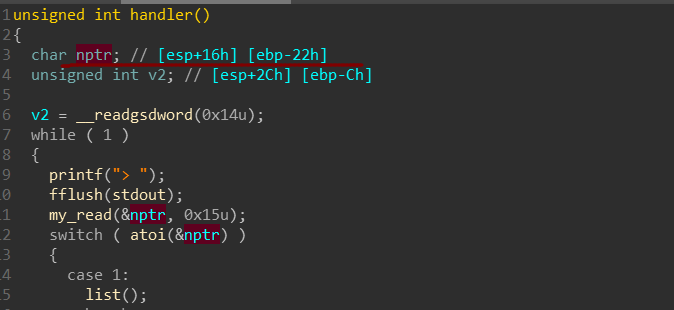 1 unsigned int handler()
2 {
3 char nptr; // [esp+16h] [ebp-22h]
4 unsigned int v2; // [esp+2Ch] [ebp-Ch]
5
6 v2 = __readgsdword(0x14u);
7 while ( 1 )
8 {
9 printf("> ");
0 fflush(stdout);
1 my_read(&nptr, 0x15u);
2 switch ( atoi(&nptr) )
3 {
4 case 1:
5 list();